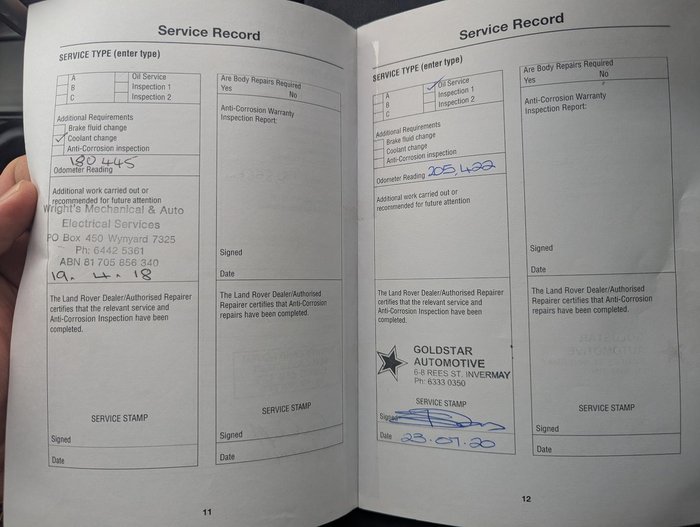 Service Record
SERVICE TYPE (enter type)
A Oil Service
B Inspection 1
C Inspection 2
Additional Requirements
Brake fluid change
Coolant change
Anti-Corrosion inspection
180 445
Odometer Reading
Additional work carried out or
recommended for future attention
Wright's Mechanical & Auto
Electrical Services
PO Box 450 Wynyard 7325
Ph: 6442 5361
ABN 81 705 656 340
19. 4. 18
The Land Rover Dealer/Authorised Repairer
certifies that the relevant service and
Anti-Corrosion Inspection have been
completed.
SERVICE STAMP
Signed
Date
Are Body Repairs Required
Yes No
Anti-Corrosion Warranty
Inspection Report:
Signed
Date
The Land Rover Dealer/Authorised
Repairer certifies that Anti-Corrosion
repairs have been completed.
SERVICE STAMP
Signed
Date
11
Service Record
SERVICE TYPE (enter type)
A Oil Service
B Inspection 1
C Inspection 2
Additional Requirements
Brake fluid change
Coolant change
Anti-Corrosion inspection
Odometer Reading 205,422
Additional work carried out or
recommended for future attention
The Land Rover Dealer/Authorised Repairer
certifies that the relevant service and
Anti-Corrosion Inspection have been
completed.
GOLDSTAR
AUTOMOTIVE
6-8 REES ST. INVERMAY
Ph: 6333 0350
SERVICE STAMP
Signed
Date 23.07.20
Are Body Repairs Required
Yes No
Anti-Corrosion Warranty
Inspection Report:
Signed
Date
The Land Rover Dealer/Authorised
Repairer certifies that Anti-Corrosion
repairs have been completed.
SERVICE STAMP
Signed
Date
12